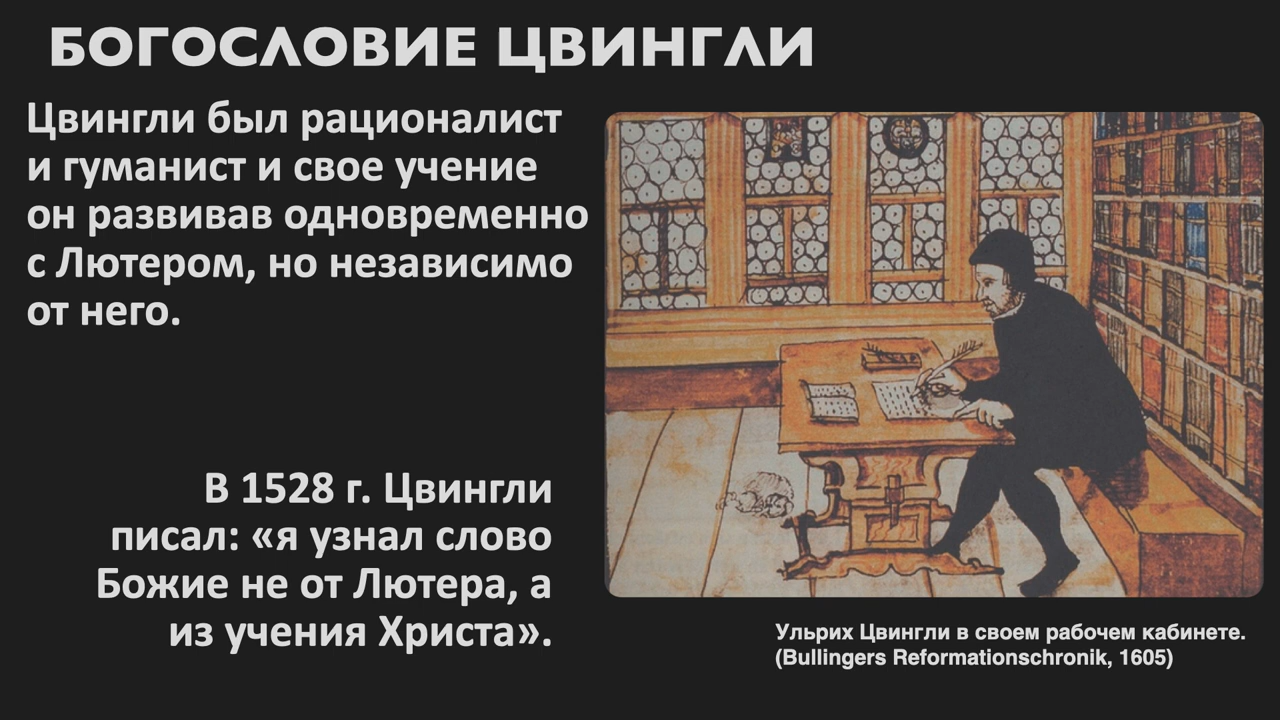 БОГОСЛОВИЕ ЦВИНГЛИ
Цвингли был рационалист
и гуманист и свое учение
он развивав одновременно
с Лютером, но независимо
от него.
В 1528 г. Цвингли
писал: «я узнал слово
Божие не от Лютера, а
из учения Христа».
Ульрих Цвингли в своем рабочем кабинете.
(Bullingers Reformationschronik, 1605)